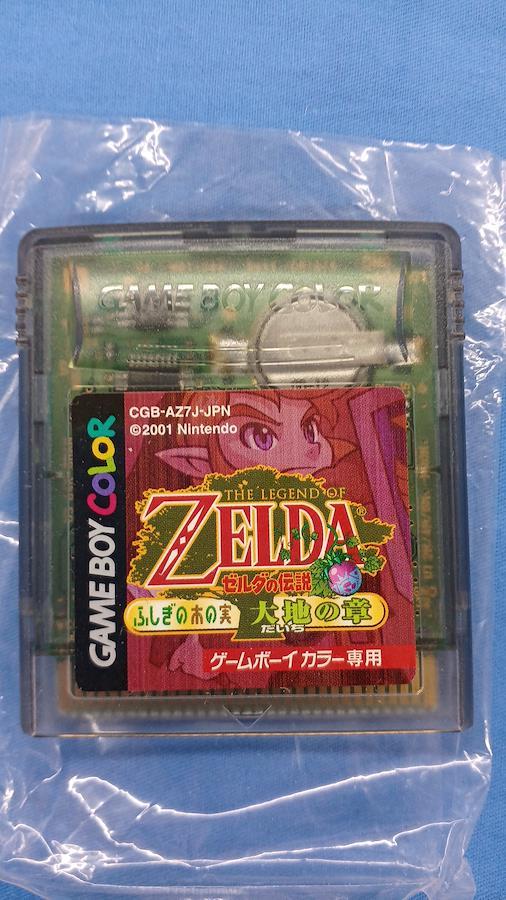 GAME BOY COLOR
CGB-AZ7J-JPN
©2001 Nintendo
GAME BOY COLOR
THE LEGEND OF
ZELDA®
ゼルダの伝説
ふしぎの木の実 大地の章
だいち
ゲームボーイカラー専用